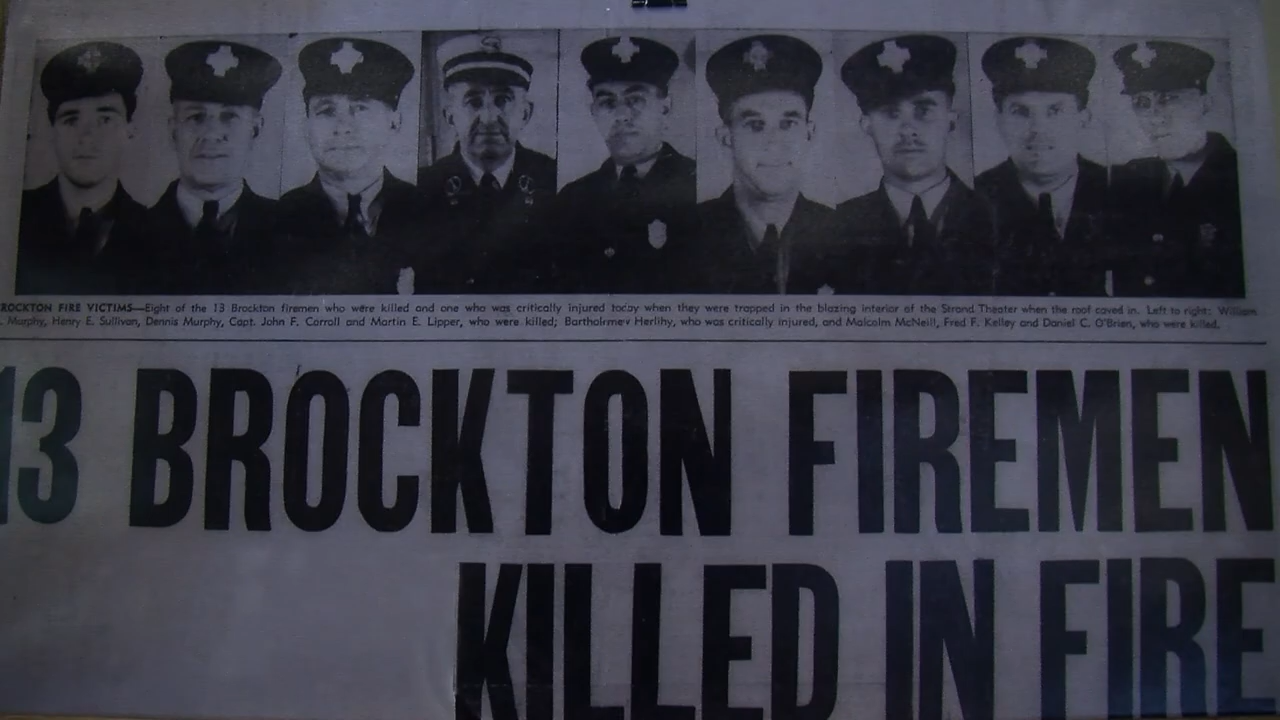 ROCKTON FIRE VICTIMS—Eight of the 13 Brockton firemen who were killed and one who was critically injured today when they were trapped in the blazing interior of the Strand Theater when the roof caved in. Left to right: William
. Murphy, Henry E. Sullivan, Dennis Murphy, Capt. John F. Carroll and Martin E. Lipper, who were killed; Bartholomew Herlihy, who was critically injured, and Malcolm McNeill, Fred F. Kelley and Daniel C. O'Brien, who were killed.
13 BROCKTON FIREMEN
KILLED IN FIRE